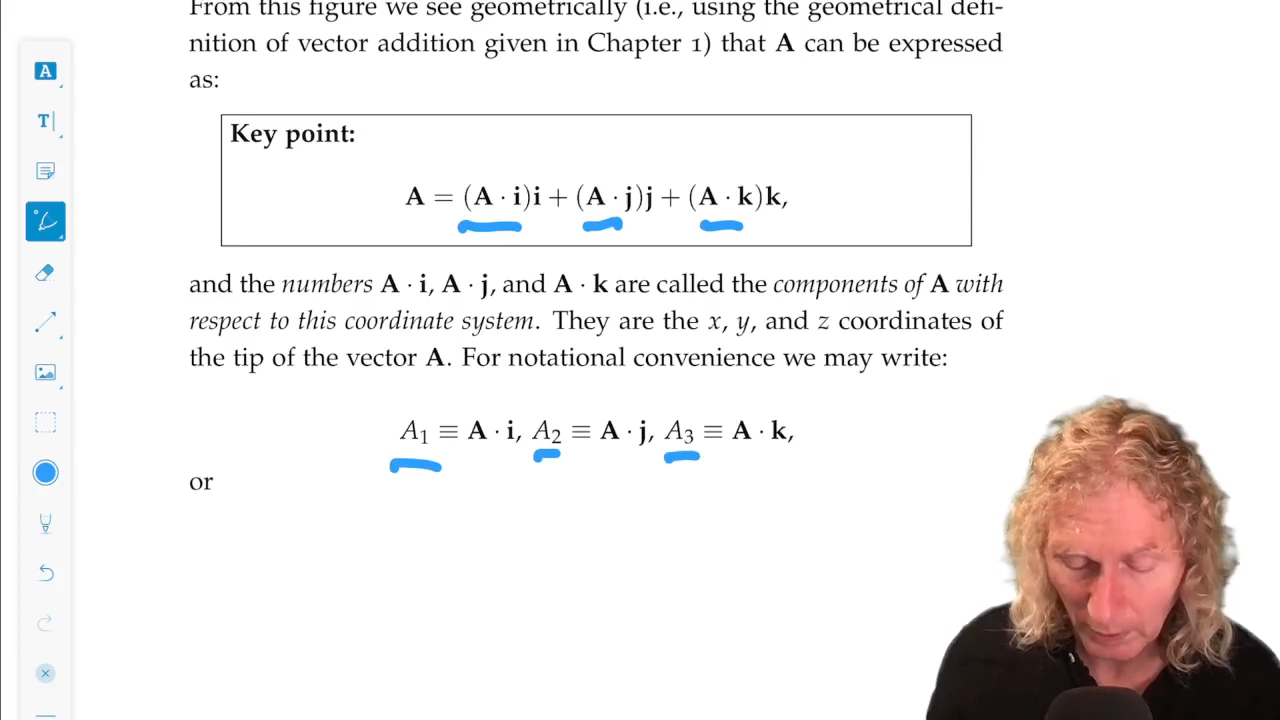 From this figure we see geometrically (i.e., using the geometrical defi-
nition of vector addition given in Chapter 1) that A can be expressed
as:
Key point:
A = (A · i)i + (A · j)j + (A · k)k,
and the numbers A · i, A · j, and A · k are called the components of A with
respect to this coordinate system. They are the x, y, and z coordinates of
the tip of the vector A. For notational convenience we may write:
A₁ ≡ A · i, A₂ ≡ A · j, A₃ ≡ A · k,
or
A
T